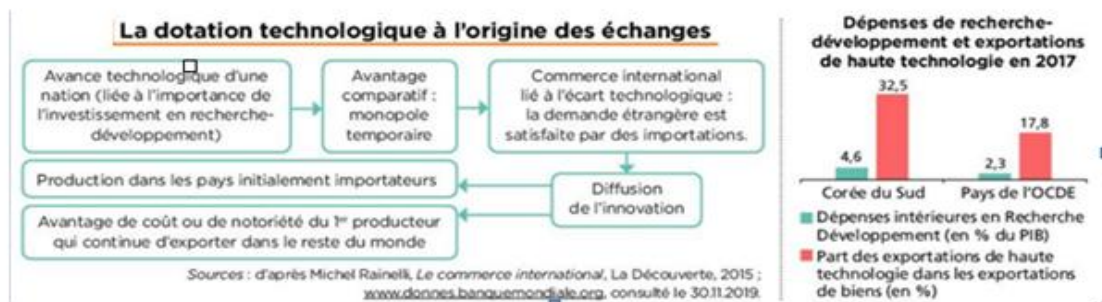 La dotation technologique à l'origine des échanges
Avance technologique d'une
nation (liée à l'importance de
l'investissement en recherche-
développement)
Avantage
comparatif :
monopole
temporaire
Commerce international
lié à l'écart technologique :
la demande étrangère est
satisfaite par des importations.
Production dans les pays initialement importateurs
Diffusion
de l'innovation
Avantage de coût ou de notoriété du 1er producteur
qui continue d'exporter dans le reste du monde
Sources : d'après Michel Rainelli, Le commerce international, La Découverte, 2015 ;
www.donnes.banquemondiale.org, consulté le 30.11.2019.
Dépenses de recherche-
développement et exportations
de haute technologie en 2017
32,5
17,8
4,6
2,3
Corée du Sud
Pays de l'OCDE
Dépenses intérieures en Recherche
Développement (en % du PIB)
Part des exportations de haute
technologie dans les exportations
de biens (en %)